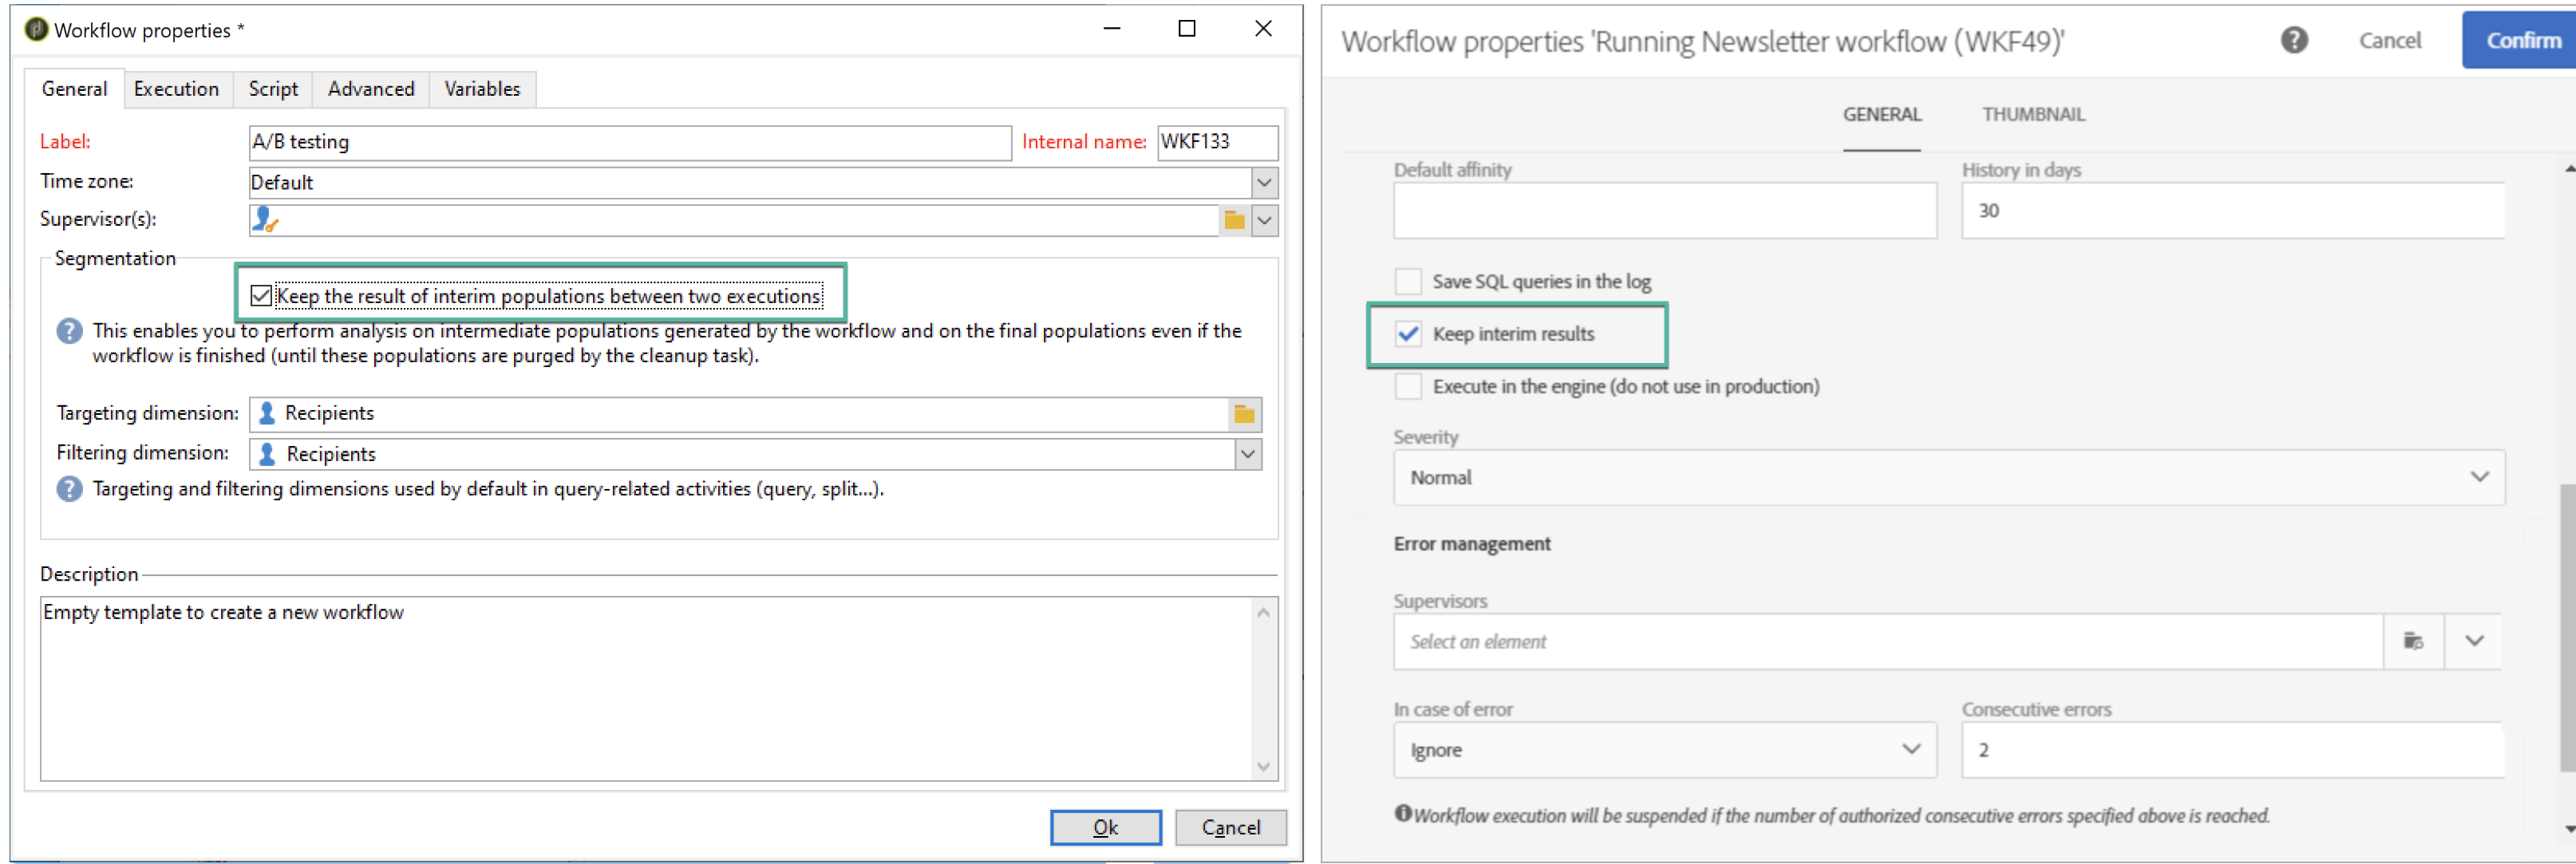 Workflow properties *
General Execution Script Advanced Variables
Label: A/B testing Internal name: WKF133
Time zone: Default
Supervisor(s):
Segmentation
Keep the result of interim populations between two executions
This enables you to perform analysis on intermediate populations generated by the workflow and on the final populations even if the
workflow is finished (until these populations are purged by the cleanup task).
Targeting dimension: Recipients
Filtering dimension: Recipients
Targeting and filtering dimensions used by default in query-related activities (query, split...).
Description
Empty template to create a new workflow
Ok Cancel
Workflow properties 'Running Newsletter workflow (WKF49)'
Cancel Confirm
GENERAL THUMBNAIL
Default affinity History in days
30
Save SQL queries in the log
Keep interim results
Execute in the engine (do not use in production)
Severity
Normal
Error management
Supervisors
Select an element
In case of error Consecutive errors
Ignore 2
Workflow execution will be suspended if the number of authorized consecutive errors specified above is reached.